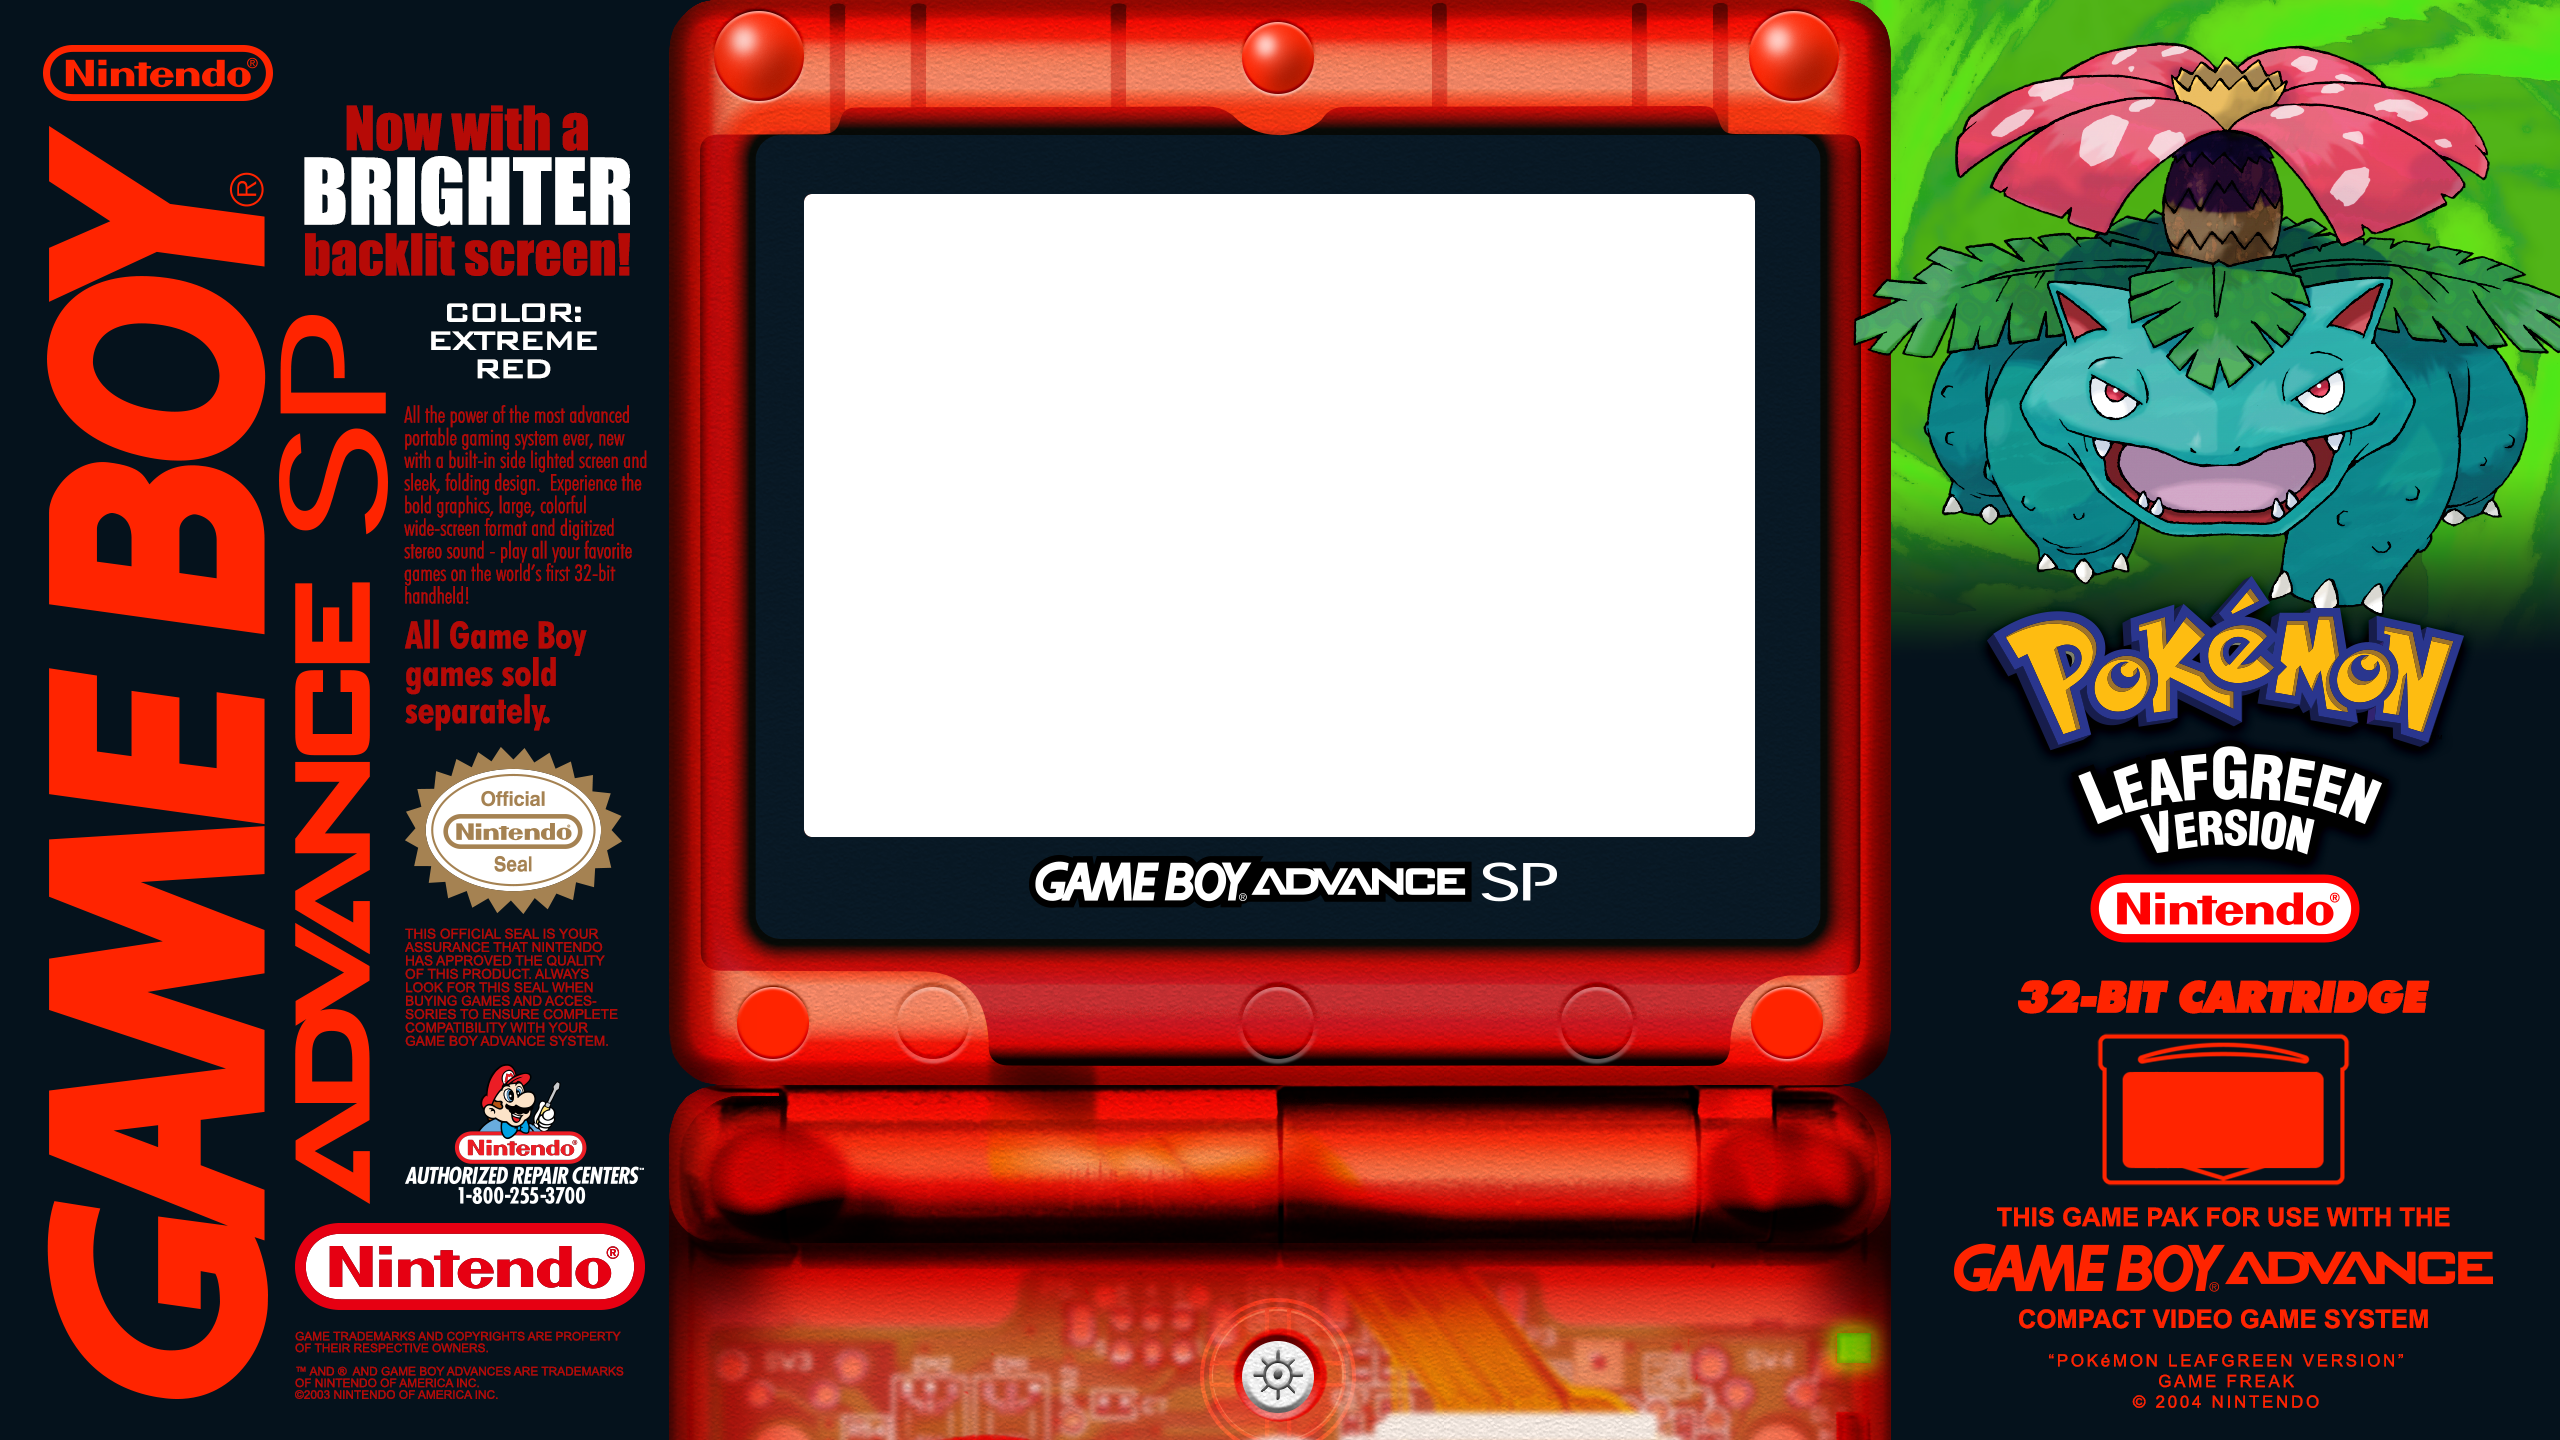 Nintendo®
GAME BOY®
ADVANCE SP
Now with a
BRIGHTER
backlit screen!
COLOR:
EXTREME
RED
All the power of the most advanced
portable gaming system ever, new
with a built-in side lighted screen and
sleek, folding design. Experience the
bold graphics, large, colorful
wide-screen format and digitized
stereo sound - play all your favorite
games on the world's first 32-bit
handheld!
All Game Boy
games sold
separately.
Official
Nintendo®
Seal
THIS OFFICIAL SEAL IS YOUR
ASSURANCE THAT NINTENDO
HAS APPROVED THE QUALITY
OF THIS PRODUCT. ALWAYS
LOOK FOR THIS SEAL WHEN
BUYING GAMES AND ACCES-
SORIES TO ENSURE COMPLETE
COMPATIBILITY WITH YOUR
GAME BOY ADVANCE SYSTEM.
Nintendo®
AUTHORIZED REPAIR CENTERS™
1-800-255-3700
Nintendo®
GAME TRADEMARKS AND COPYRIGHTS ARE PROPERTY
OF THEIR RESPECTIVE OWNERS.
™ AND ® AND GAME BOY ADVANCES ARE TRADEMARKS
OF NINTENDO OF AMERICA INC.
©2003 NINTENDO OF AMERICA INC.
GAME BOY® ADVANCE SP
POKéMON
LEAFGREEN
VERSION
Nintendo®
32-BIT CARTRIDGE
THIS GAME PAK FOR USE WITH THE
GAME BOY® ADVANCE
COMPACT VIDEO GAME SYSTEM
“POKéMON LEAFGREEN VERSION”
GAME FREAK
© 2004 NINTENDO